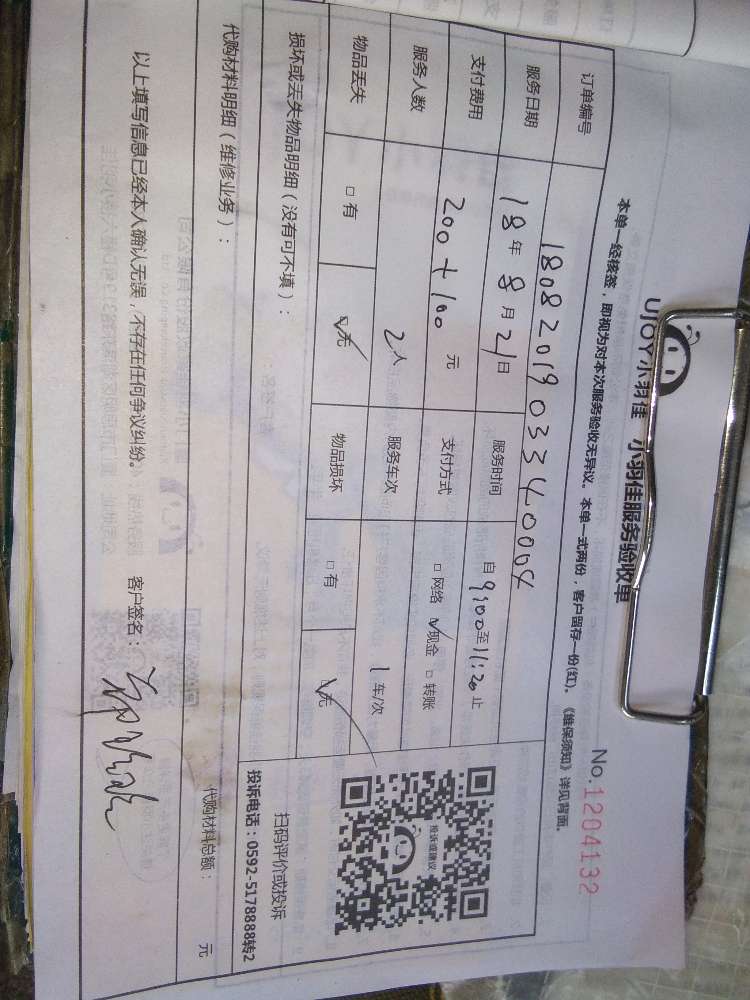 UJOY小羽佳 小羽佳服务验收单
No.1204132
本单一经核签，即视为对本次服务验收无异议。本单一式两份，客户留存一份(红)。《维保须知》详见背面。
订单编号 1808201903340004
服务日期 18年8月21日 服务时间 自9:00至11:20止
支付费用 200+100元 支付方式 □网络 ☑现金 □转账
服务人数 2人 服务车次 1车/次
物品丢失 □有 ☑无 物品损坏 □有 ☑无
投诉或建议
扫码评价或投诉
投诉电话：0592-5178888转2
损坏或丢失物品明细（没有可不填）：
代购材料明细（维修业务）： 代购材料总额： 元
以上填写信息已经本人确认无误，不存在任何争议纠纷。 客户签名：